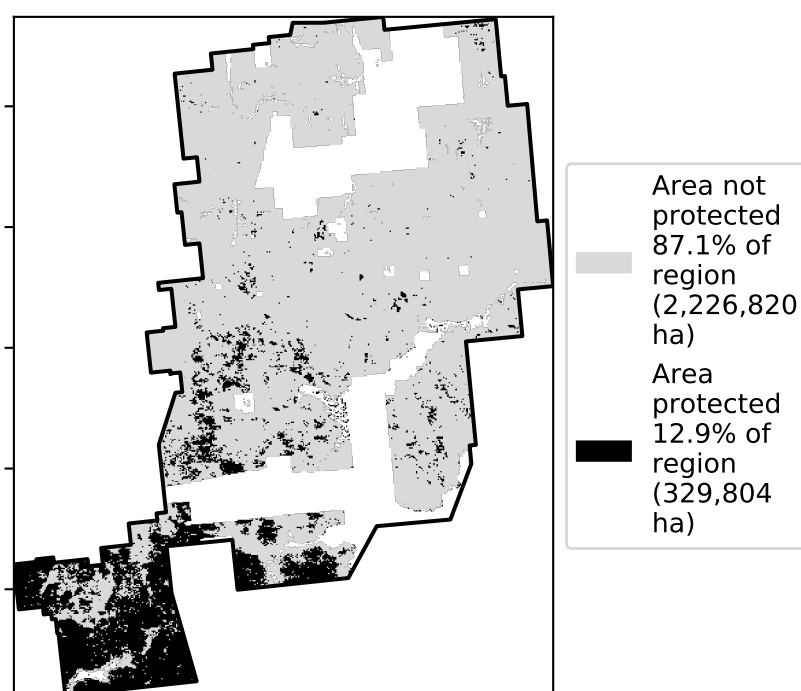 Area not
protected
87.1% of
region
(2,226,820
ha)
Area
protected
12.9% of
region
(329,804
ha)